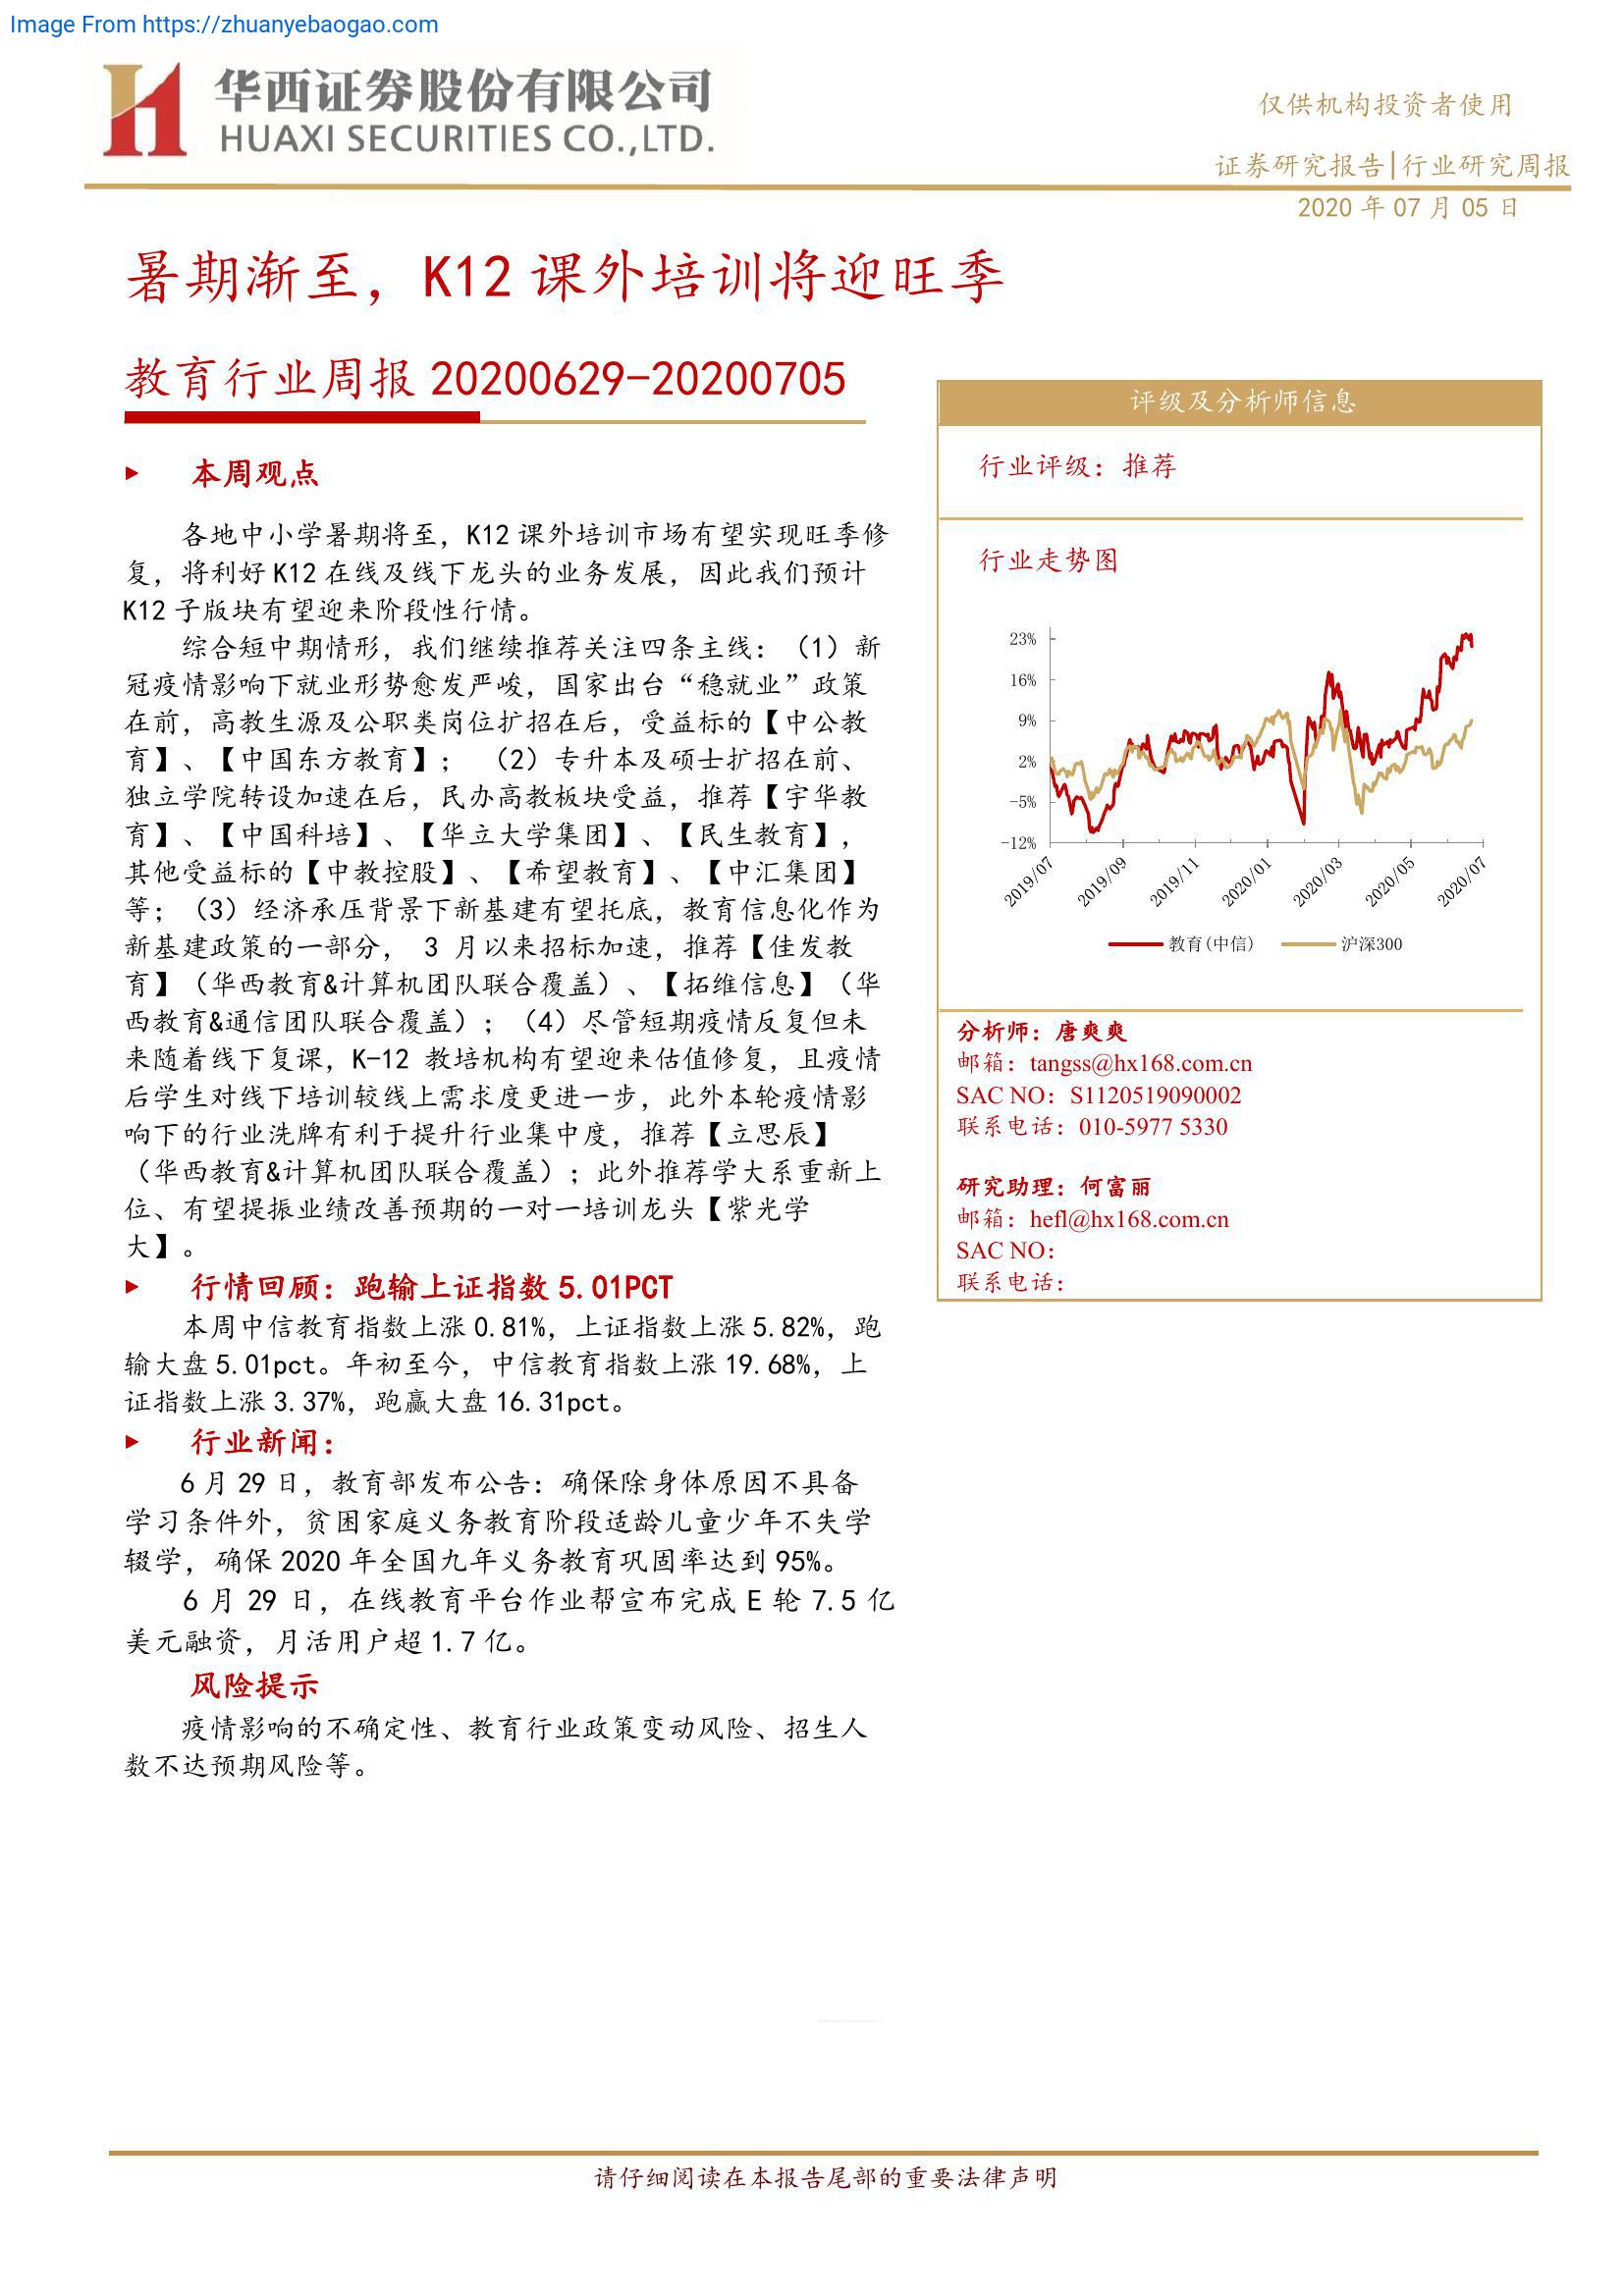 Image From https://zhuanyebaogao.com
华西证券股份有限公司
HUAXI SECURITIES CO.,LTD.
仅供机构投资者使用
证券研究报告|行业研究周报
2020 年 07 月 05 日
暑期渐至，K12 课外培训将迎旺季
教育行业周报 20200629-20200705
本周观点
各地中小学暑期将至，K12 课外培训市场有望实现旺季修
复，将利好 K12 在线及线下龙头的业务发展，因此我们预计
K12 子版块有望迎来阶段性行情。
综合短中期情形，我们继续推荐关注四条主线：（1）新
冠疫情影响下就业形势愈发严峻，国家出台“稳就业”政策
在前，高教生源及公职类岗位扩招在后，受益标的【中公教
育】、【中国东方教育】； （2）专升本及硕士扩招在前、
独立学院转设加速在后，民办高教板块受益，推荐【宇华教
育】、【中国科培】、【华立大学集团】、【民生教育】，
其他受益标的【中教控股】、【希望教育】、【中汇集团】
等；（3）经济承压背景下新基建有望托底，教育信息化作为
新基建政策的一部分， 3 月以来招标加速，推荐【佳发教
育】（华西教育&计算机团队联合覆盖）、【拓维信息】（华
西教育&通信团队联合覆盖）；（4）尽管短期疫情反复但未
来随着线下复课，K-12 教培机构有望迎来估值修复，且疫情
后学生对线下培训较线上需求度更进一步，此外本轮疫情影
响下的行业洗牌有利于提升行业集中度，推荐【立思辰】
（华西教育&计算机团队联合覆盖）；此外推荐学大系重新上
位、有望提振业绩改善预期的一对一培训龙头【紫光学
大】。
行情回顾：跑输上证指数 5.01PCT
本周中信教育指数上涨 0.81%，上证指数上涨 5.82%，跑
输大盘 5.01pct。年初至今，中信教育指数上涨 19.68%，上
证指数上涨 3.37%，跑赢大盘 16.31pct。
行业新闻：
6 月 29 日，教育部发布公告：确保除身体原因不具备
学习条件外，贫困家庭义务教育阶段适龄儿童少年不失学
辍学，确保 2020 年全国九年义务教育巩固率达到 95%。
6 月 29 日，在线教育平台作业帮宣布完成 E 轮 7.5 亿
美元融资，月活用户超 1.7 亿。
风险提示
疫情影响的不确定性、教育行业政策变动风险、招生人
数不达预期风险等。
评级及分析师信息
行业评级：推荐
行业走势图
23%
16%
9%
2%
-5%
-12%
2019/07 2019/09 2019/11 2020/01 2020/03 2020/05 2020/07
教育(中信) 沪深300
分析师：唐爽爽
邮箱：tangss@hx168.com.cn
SAC NO：S1120519090002
联系电话：010-5977 5330
研究助理：何富丽
邮箱：hefl@hx168.com.cn
SAC NO：
联系电话：
请仔细阅读在本报告尾部的重要法律声明